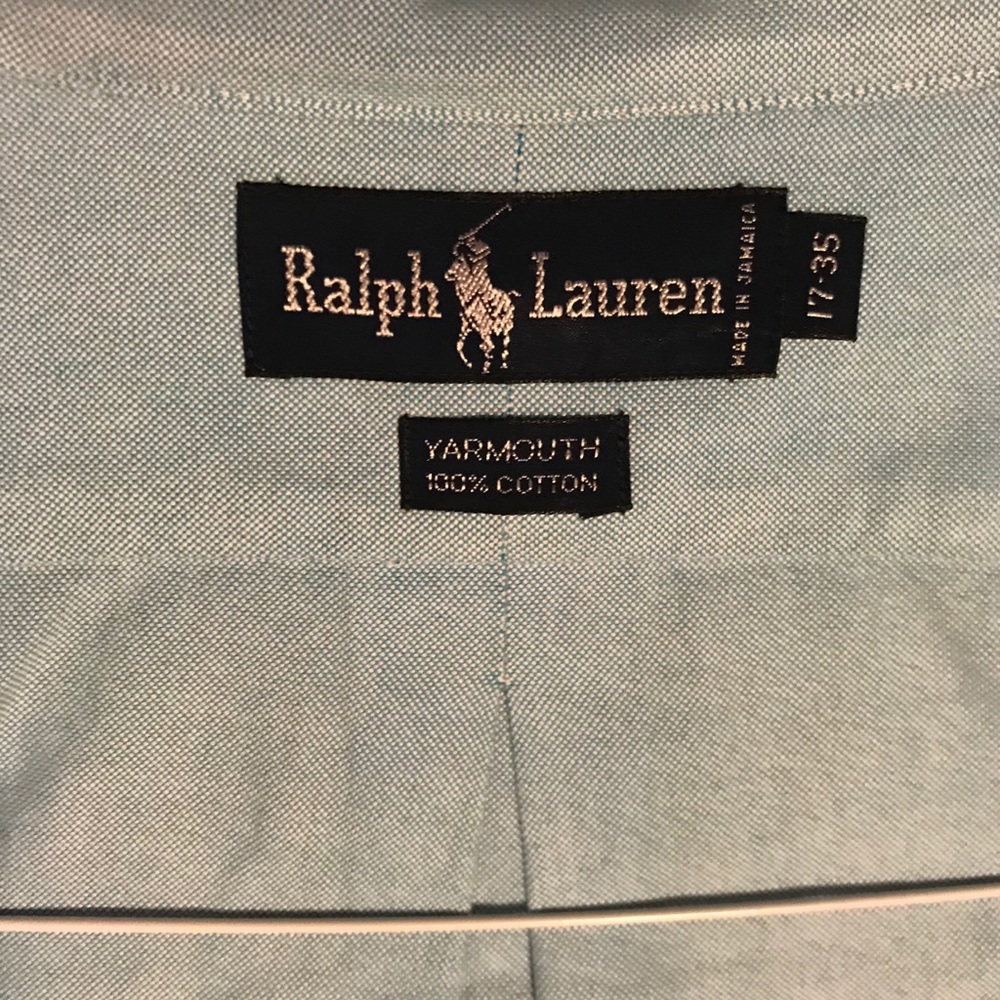 Ralph Lauren
MADE IN JAMAICA
17-35
YARMOUTH
100% COTTON